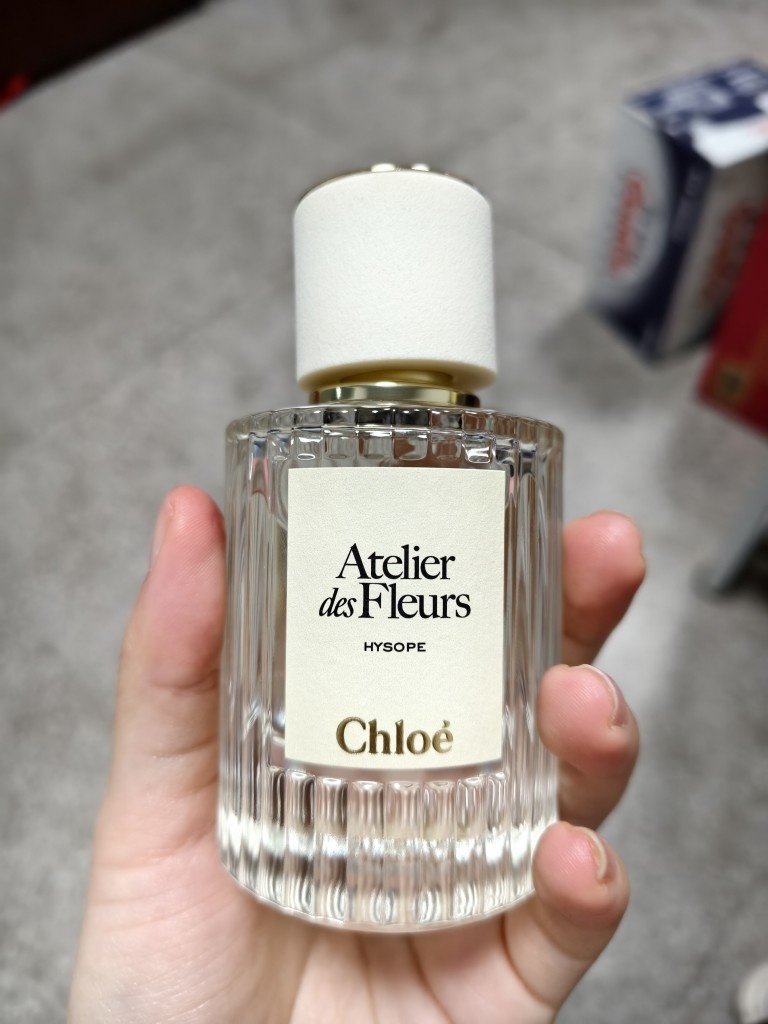 Atelier
des Fleurs
HYSOPE
Chloé